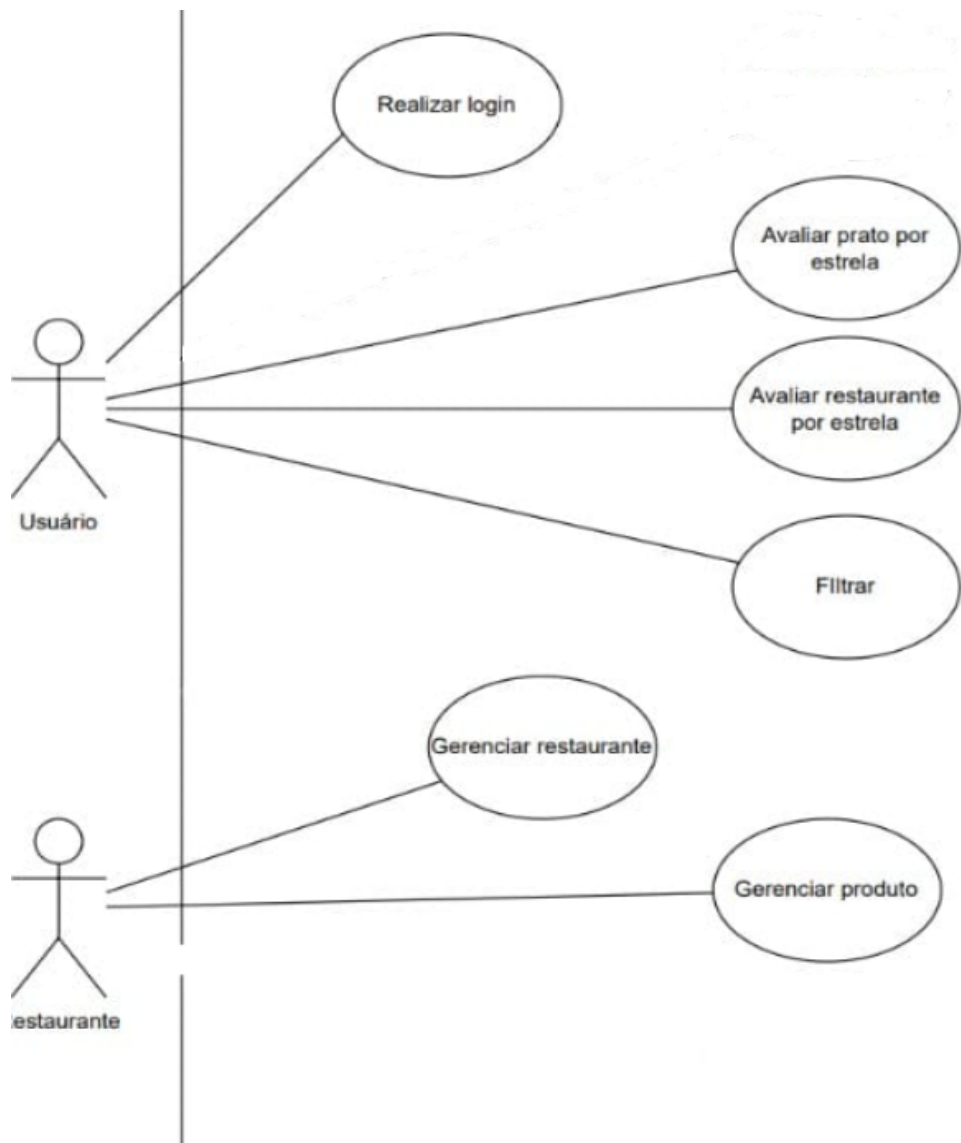 Realizar login
Avaliar prato por
estrela
Avaliar restaurante
por estrela
Usuário
FIltrar
Gerenciar restaurante
Gerenciar produto
estaurante